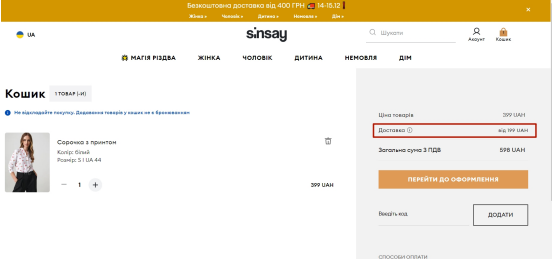 Безкоштовна доставка від 400 ГРН 14-15.12
Жінка • Чоловік • Дитина • Немовля • Дім •
UA
sinsay
Шукати
Акаунт
Кошик
МАГІЯ РІЗДВА ЖІНКА ЧОЛОВІК ДИТИНА НЕМОВЛЯ ДІМ
Кошик 1 ТОВАР (-И)
Не відкладайте покупку. Додавання товарів у кошик не є бронюванням
Сорочка з принтом
Колір: білий
Розмір: S | UA 44
− 1 + 399 UAH
Ціна товарів 399 UAH
Доставка від 199 UAH
Загальна сума З ПДВ 598 UAH
ПЕРЕЙТИ ДО ОФОРМЛЕННЯ
Введіть код ДОДАТИ
СПОСОБИ ОПЛАТИ